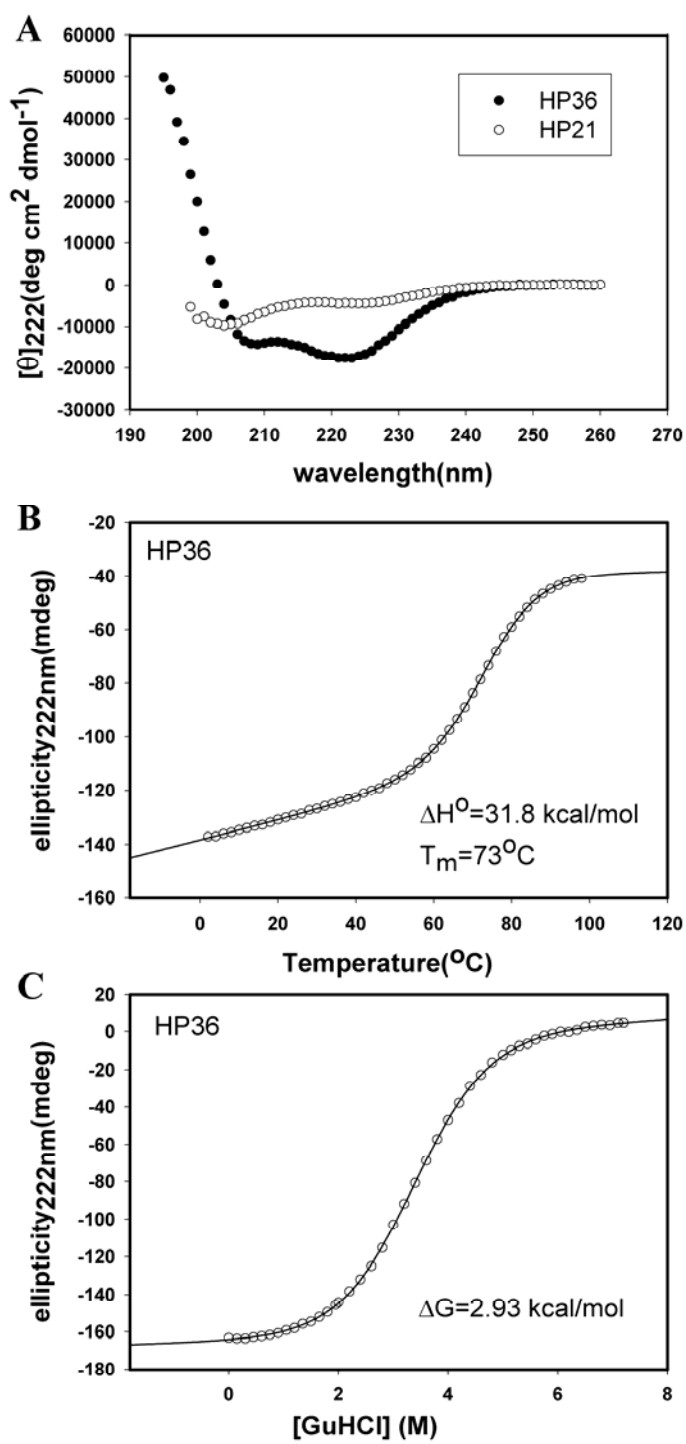 A
60000
50000
40000
30000
20000
10000
0
-10000
-20000
-30000
[θ]222(deg cm² dmol⁻¹)
HP36
HP21
190 200 210 220 230 240 250 260 270
wavelength(nm)
B
-20
-40
-60
-80
-100
-120
-140
-160
ellipticity222nm(mdeg)
HP36
ΔHº=31.8 kcal/mol
Tm=73ºC
0 20 40 60 80 100 120
Temperature(ºC)
C
20
0
-20
-40
-60
-80
-100
-120
-140
-160
-180
ellipticity222nm(mdeg)
HP36
ΔG=2.93 kcal/mol
0 2 4 6 8
[GuHCl] (M)